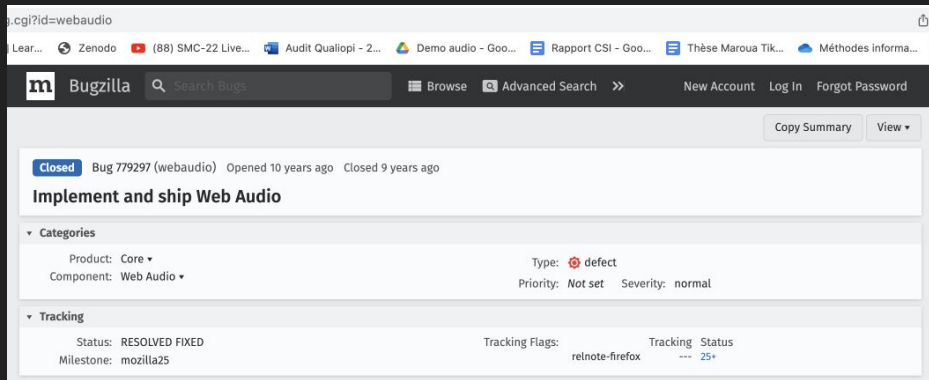 g.cgi?id=webaudio
Lear... Zenodo (88) SMC-22 Live... Audit Qualiopi - 2... Demo audio - Goo... Rapport CSI - Goo... Thèse Maroua Tik... Méthodes informa...
m Bugzilla Search Bugs Browse Advanced Search >> New Account Log In Forgot Password
Copy Summary View ▾
Closed Bug 779297 (webaudio) Opened 10 years ago Closed 9 years ago
Implement and ship Web Audio
▾ Categories
Product: Core ▾
Component: Web Audio ▾
Type: defect
Priority: Not set Severity: normal
▾ Tracking
Status: RESOLVED FIXED
Milestone: mozilla25
Tracking Flags:
Tracking Status
relnote-firefox --- 25+